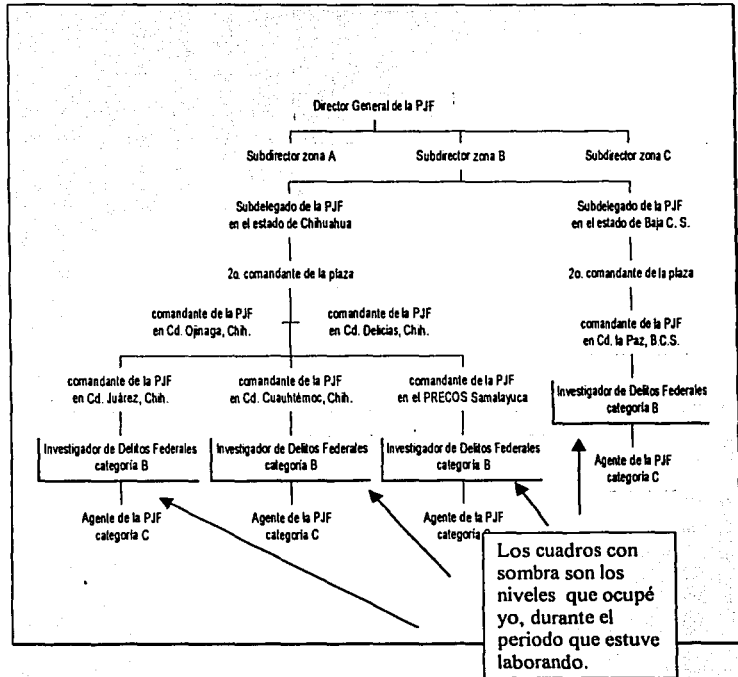 Director General de la PJF
Subdirector zona A
Subdirector zona B
Subdirector zona C
Subdelegado de la PJF
en el estado de Chihuahua
Subdelegado de la PJF
en el estado de Baja C. S.
2o. comandante de la plaza
2o. comandante de la plaza
comandante de la PJF
en Cd. Ojinaga, Chih.
comandante de la PJF
en Cd. Delicias, Chih.
comandante de la PJF
en Cd. la Paz, B.C.S.
comandante de la PJF
en Cd. Juárez, Chih.
comandante de la PJF
en Cd. Cuauhtémoc, Chih.
comandante de la PJF
en el PRECOS Samalayuca
Investigador de Delitos Federales
categoría B
Investigador de Delitos Federales
categoría B
Investigador de Delitos Federales
categoría B
Investigador de Delitos Federales
categoría B
Agente de la PJF
categoría C
Agente de la PJF
categoría C
Agente de la PJF
categoría C
Agente de la PJF
categoría
Los cuadros con
sombra son los
niveles que ocupé
yo, durante el
periodo que estuve
laborando.